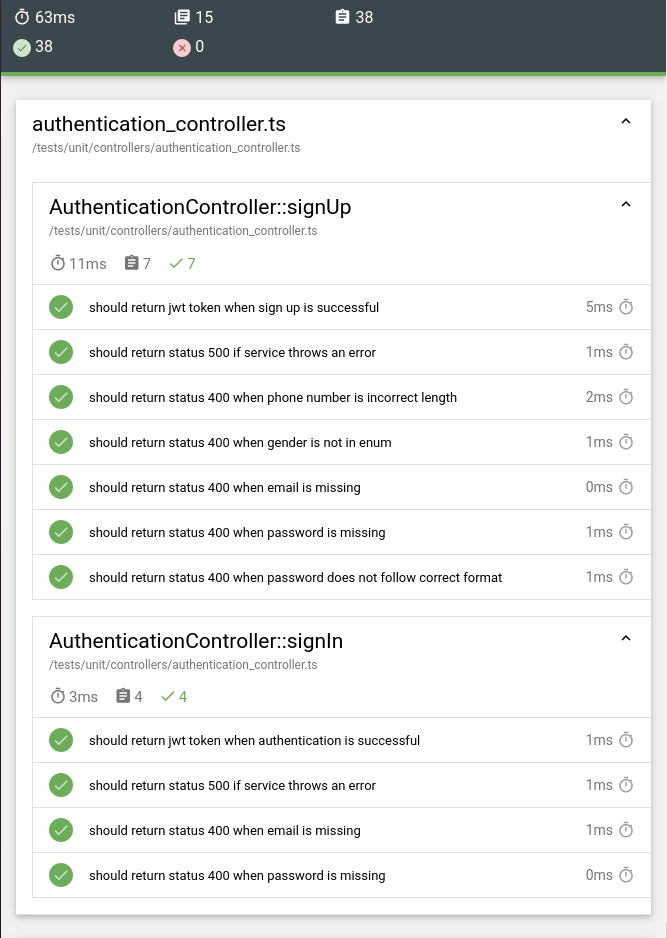 63ms 15 38
38 0
authentication_controller.ts
/tests/unit/controllers/authentication_controller.ts
AuthenticationController::signUp
/tests/unit/controllers/authentication_controller.ts
11ms 7 7
should return jwt token when sign up is successful 5ms
should return status 500 if service throws an error 1ms
should return status 400 when phone number is incorrect length 2ms
should return status 400 when gender is not in enum 1ms
should return status 400 when email is missing 0ms
should return status 400 when password is missing 1ms
should return status 400 when password does not follow correct format 1ms
AuthenticationController::signIn
/tests/unit/controllers/authentication_controller.ts
3ms 4 4
should return jwt token when authentication is successful 1ms
should return status 500 if service throws an error 1ms
should return status 400 when email is missing 1ms
should return status 400 when password is missing 0ms